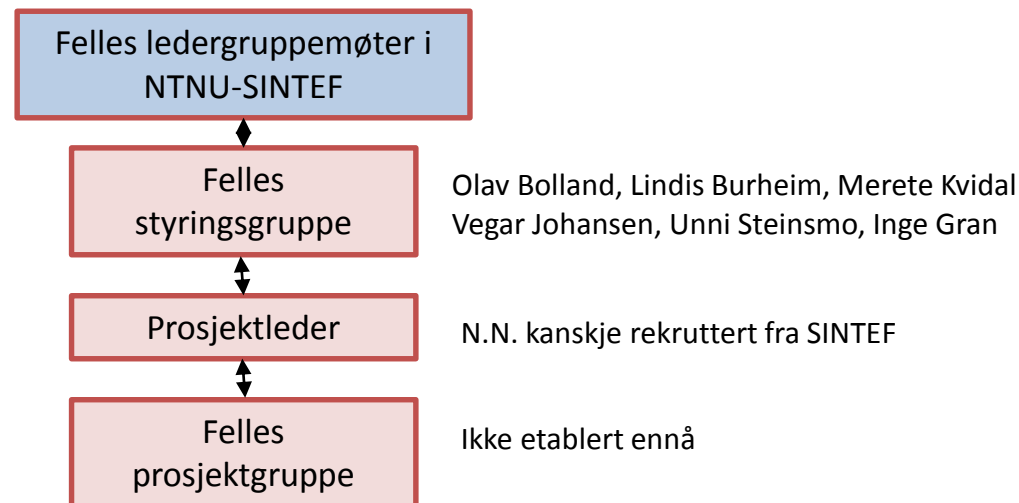 Felles ledergruppemøter i
NTNU-SINTEF
Felles
styringsgruppe
Olav Bolland, Lindis Burheim, Merete Kvidal
Vegar Johansen, Unni Steinsmo, Inge Gran
Prosjektleder
N.N. kanskje rekruttert fra SINTEF
Felles
prosjektgruppe
Ikke etablert ennå